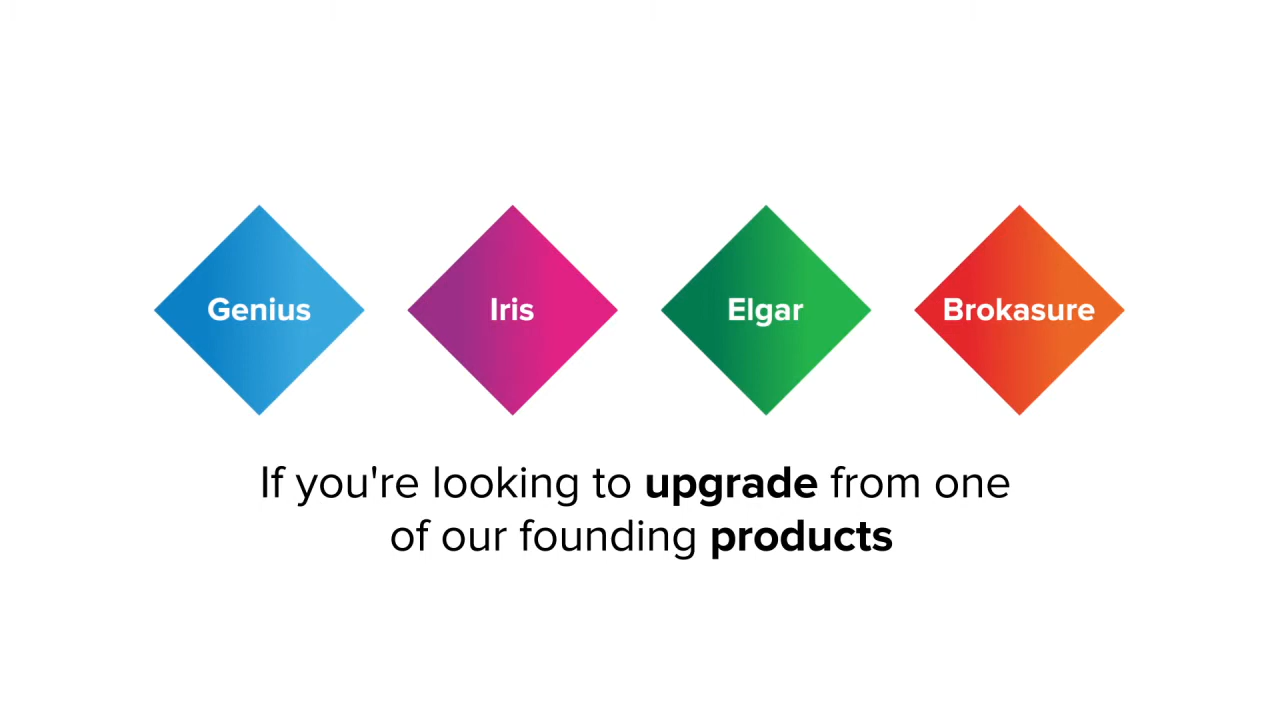 Genius Iris Elgar Brokasure
If you're looking to upgrade from one
of our founding products